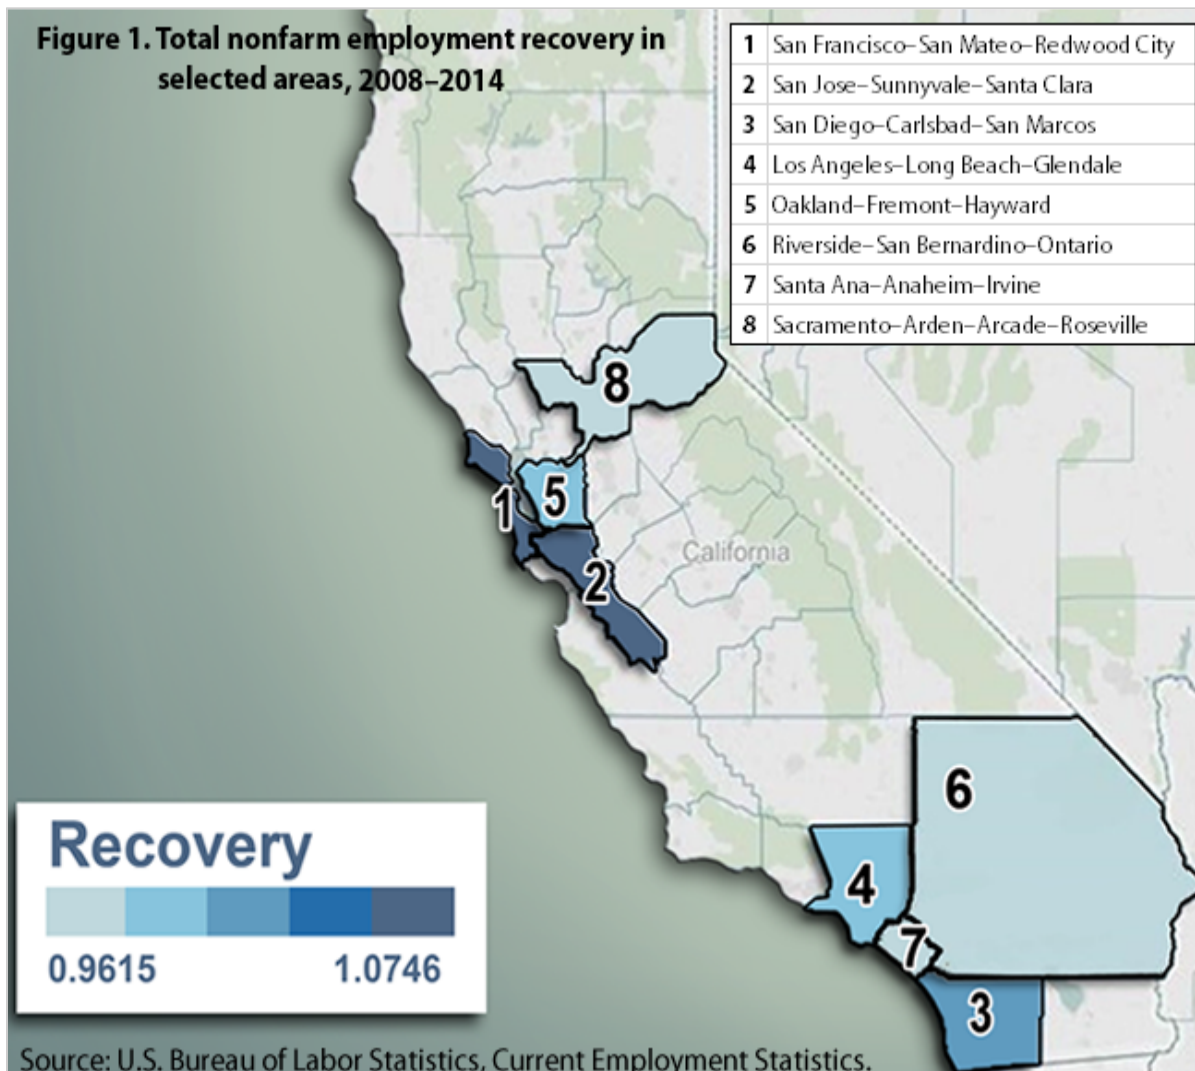 Figure 1. Total nonfarm employment recovery in
selected areas, 2008–2014
1 San Francisco–San Mateo–Redwood City
2 San Jose–Sunnyvale–Santa Clara
3 San Diego–Carlsbad–San Marcos
4 Los Angeles–Long Beach–Glendale
5 Oakland–Fremont–Hayward
6 Riverside–San Bernardino–Ontario
7 Santa Ana–Anaheim–Irvine
8 Sacramento–Arden–Arcade–Roseville
8
1
5
2
California
6
4
7
3
Recovery
0.9615 1.0746
Source: U.S. Bureau of Labor Statistics, Current Employment Statistics.